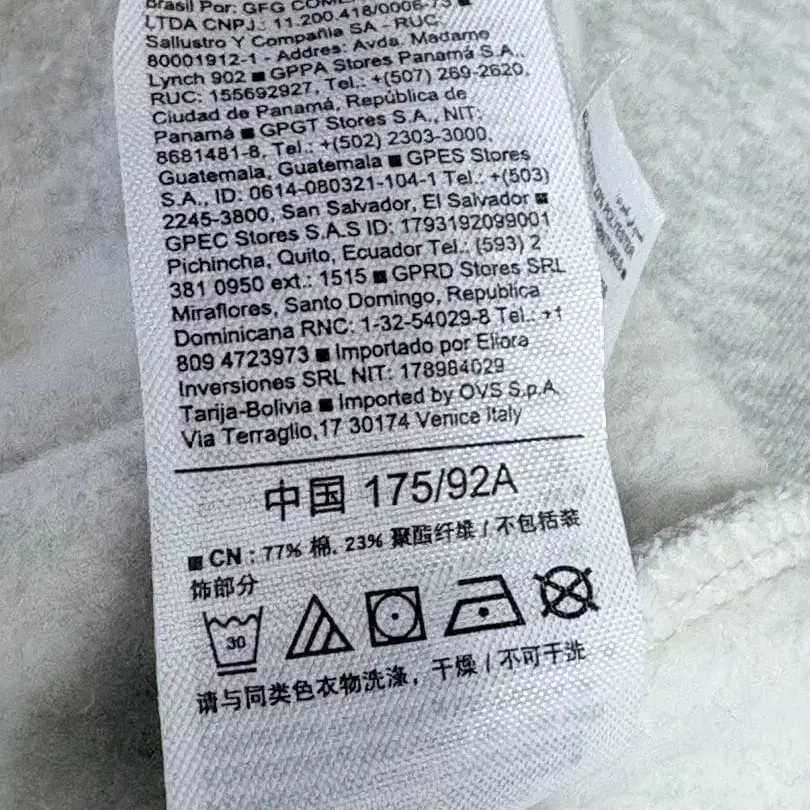 Brasil Por: GFG
LTDA CNPJ.: 11.200.418/0006-73 ■
Sallustro Y Compañia SA - RUC:
80001912-1 - Addres: Avda. Madame
Lynch 902 ■ GPPA Stores Panamá S.A.,
RUC: 155692927, Tel.: +(507) 269-2620,
Ciudad de Panamá, República de
Panamá ■ GPGT Stores S.A., NIT:
8681481-8, Tel.: +(502) 2303-3000,
Guatemala, Guatemala ■ GPES Stores
S.A., ID: 0614-080321-104-1 Tel.: +(503)
2245-3800, San Salvador, El Salvador ■
GPEC Stores S.A.S ID: 1793192099001
Pichincha, Quito, Ecuador Tel.: (593) 2
381 0950 ext.: 1515 ■ GPRD Stores SRL
Miraflores, Santo Domingo, Republica
Dominicana RNC: 1-32-54029-8 Tel.: +1
809 4723973 ■ Importado por Eliora
Inversiones SRL NIT: 178984029
Tarija-Bolivia ■ Imported by OVS S.p.A.
Via Terraglio,17 30174 Venice Italy
中国 175/92A
■ CN : 77% 棉, 23% 聚酯纤维 / 不包括装
饰部分
30
请与同类色衣物洗涤, 干燥 / 不可干洗